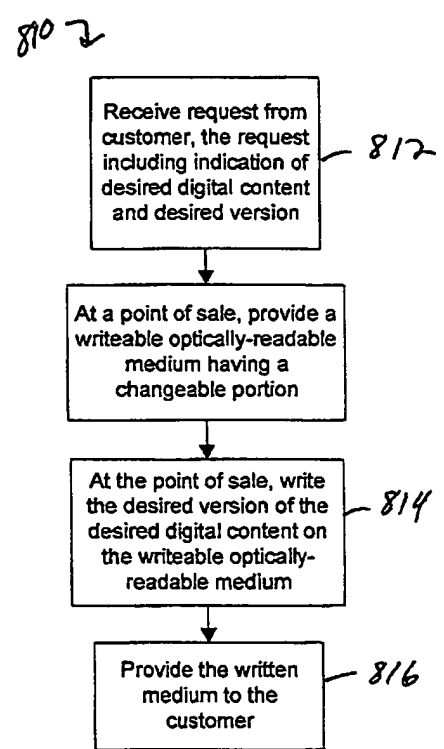 810
Receive request from
customer, the request
including indication of
desired digital content
and desired version
812
At a point of sale, provide a
writeable optically-readable
medium having a
changeable portion
At the point of sale, write
the desired version of the
desired digital content on
the writeable optically-
readable medium
814
Provide the written
medium to the
customer
816